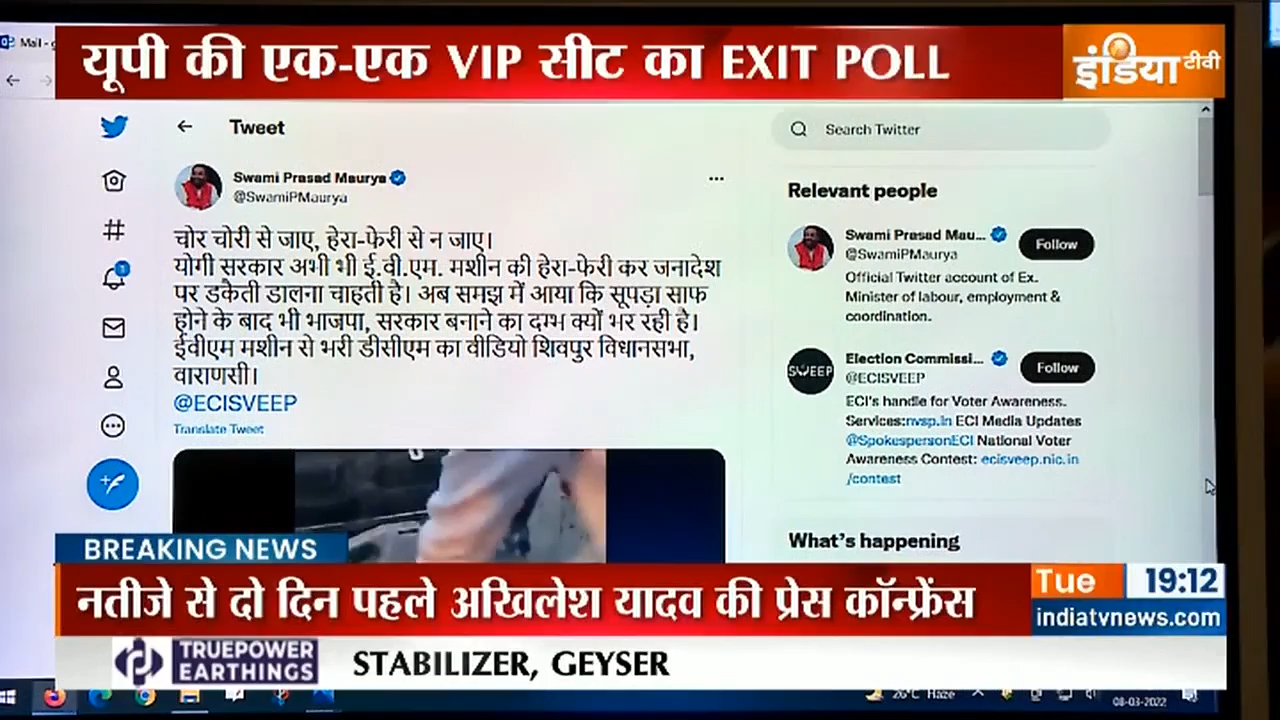 Mail -
यूपी की एक-एक VIP सीट का EXIT POLL
इंडिया टीवी
Tweet
Search Twitter
Swami Prasad Maurya
@SwamiPMaurya
चोर चोरी से जाए, हेरा-फेरी से न जाए।
योगी सरकार अभी भी ई.वी.एम. मशीन की हेरा-फेरी कर जनादेश
पर डकैती डालना चाहती है। अब समझ में आया कि सूपड़ा साफ
होने के बाद भी भाजपा, सरकार बनाने का दम्भ क्यों भर रही है।
ईवीएम मशीन से भरी डीसीएम का वीडियो शिवपुर विधानसभा,
वाराणसी।
@ECISVEEP
Translate Tweet
Relevant people
Swami Prasad Mau...
@SwamiPMaurya
Follow
Official Twitter account of Ex.
Minister of labour, employment &
coordination.
SVEEP
Election Commissi...
@ECISVEEP
Follow
ECI's handle for Voter Awareness.
Services:nvsp.in ECI Media Updates
@SpokespersonECI National Voter
Awareness Contest: ecisveep.nic.in
/contest
What's happening
BREAKING NEWS
नतीजे से दो दिन पहले अखिलेश यादव की प्रेस कॉन्फ्रेंस
Tue 19:12
indiatvnews.com
TRUEPOWER
EARTHINGS
STABILIZER, GEYSER
26°C Haze
08-03-2022